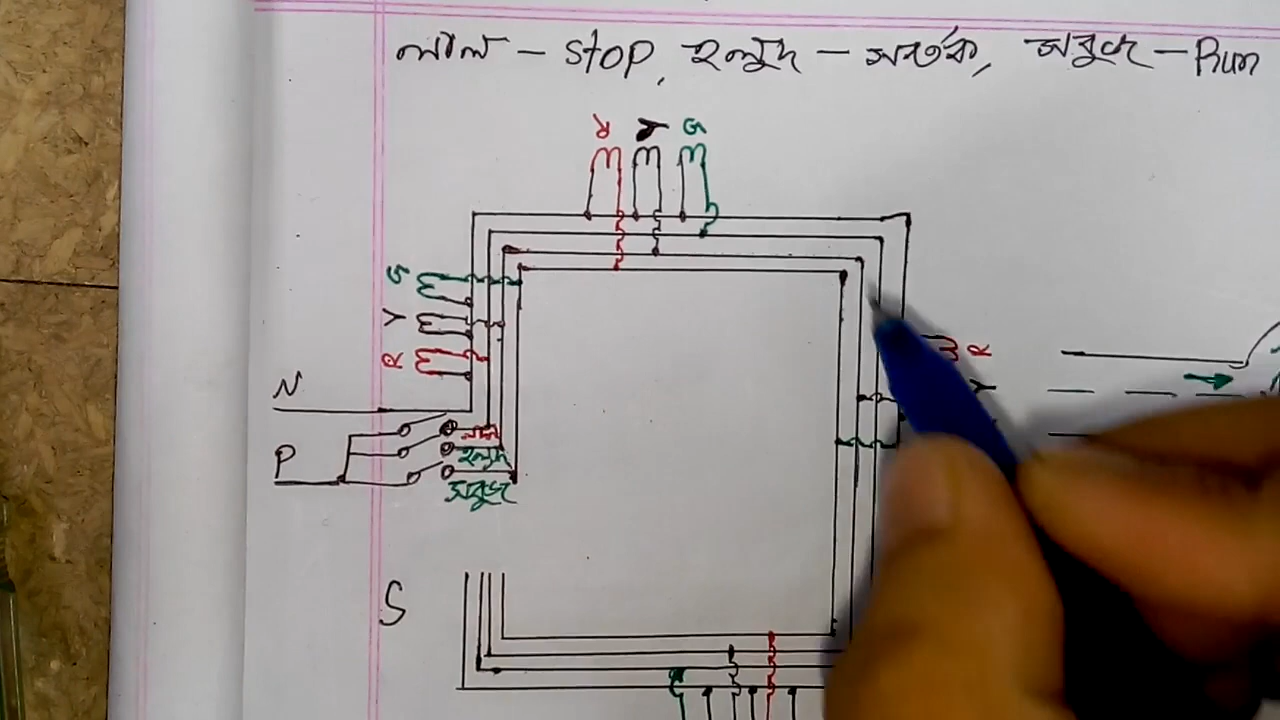 লাল - STOP, হলুদ - সতর্ক, সবুজ - Run
R Y G
G
Y
R
R
Y
N
P
লাল
হলুদ
সবুজ
S